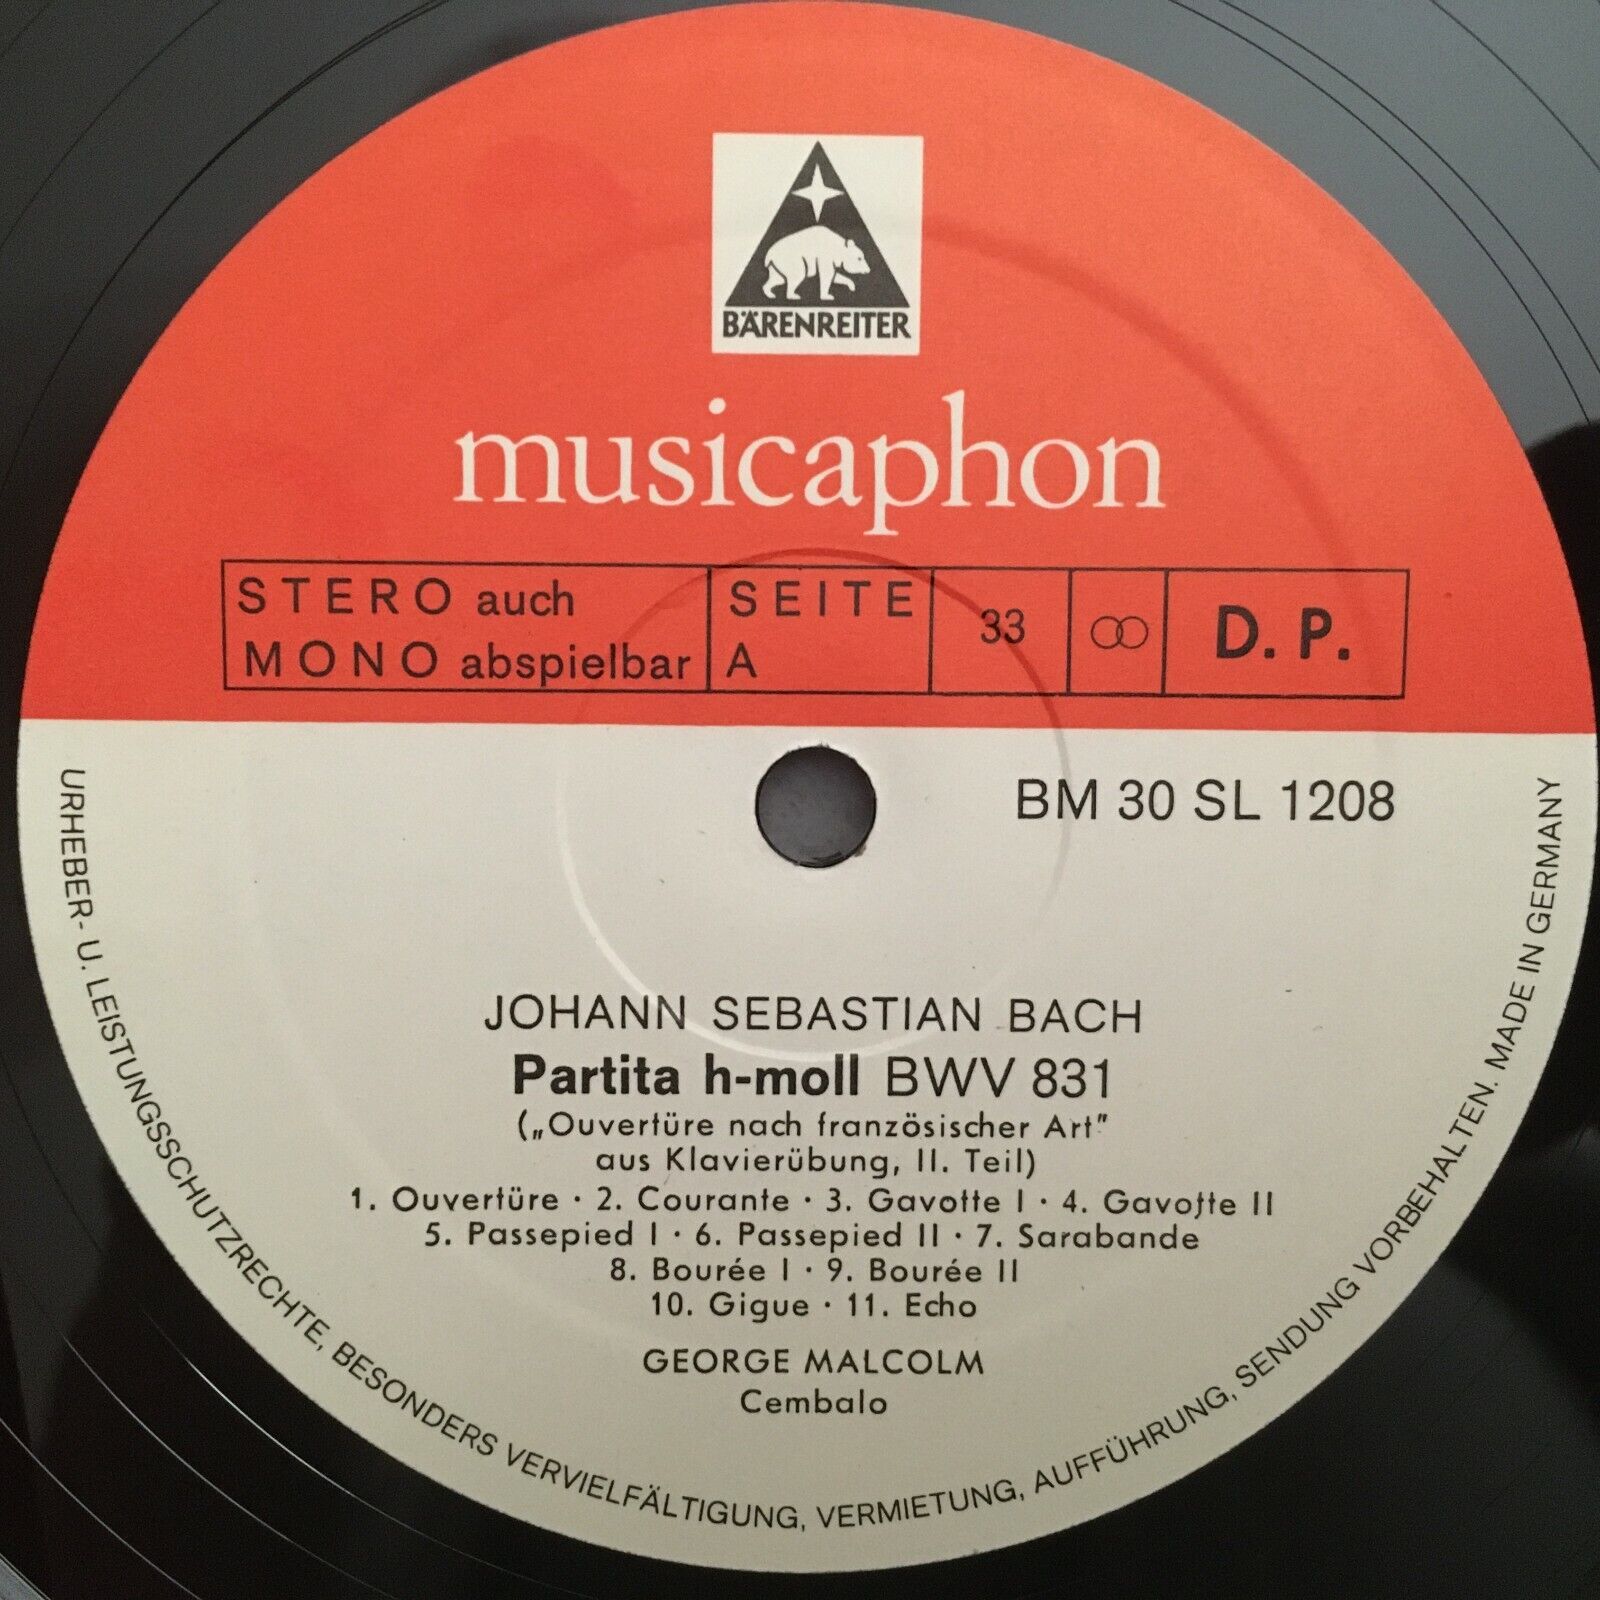 BÄRENREITER
musicaphon
STERO auch
MONO abspielbar
SEITE
A
33
D. P.
BM 30 SL 1208
JOHANN SEBASTIAN BACH
Partita h-moll BWV 831
(„Ouvertüre nach französischer Art"
aus Klavierübung, II. Teil)
1. Ouvertüre · 2. Courante · 3. Gavotte I · 4. Gavotte II
5. Passepied I · 6. Passepied II · 7. Sarabande
8. Bourée I · 9. Bourée II
10. Gigue · 11. Echo
GEORGE MALCOLM
Cembalo
URHEBER- U. LEISTUNGSSCHUTZRECHTE, BESONDERS VERVIELFÄLTIGUNG, VERMIETUNG, AUFFÜHRUNG, SENDUNG VORBEHALTEN. MADE IN GERMANY